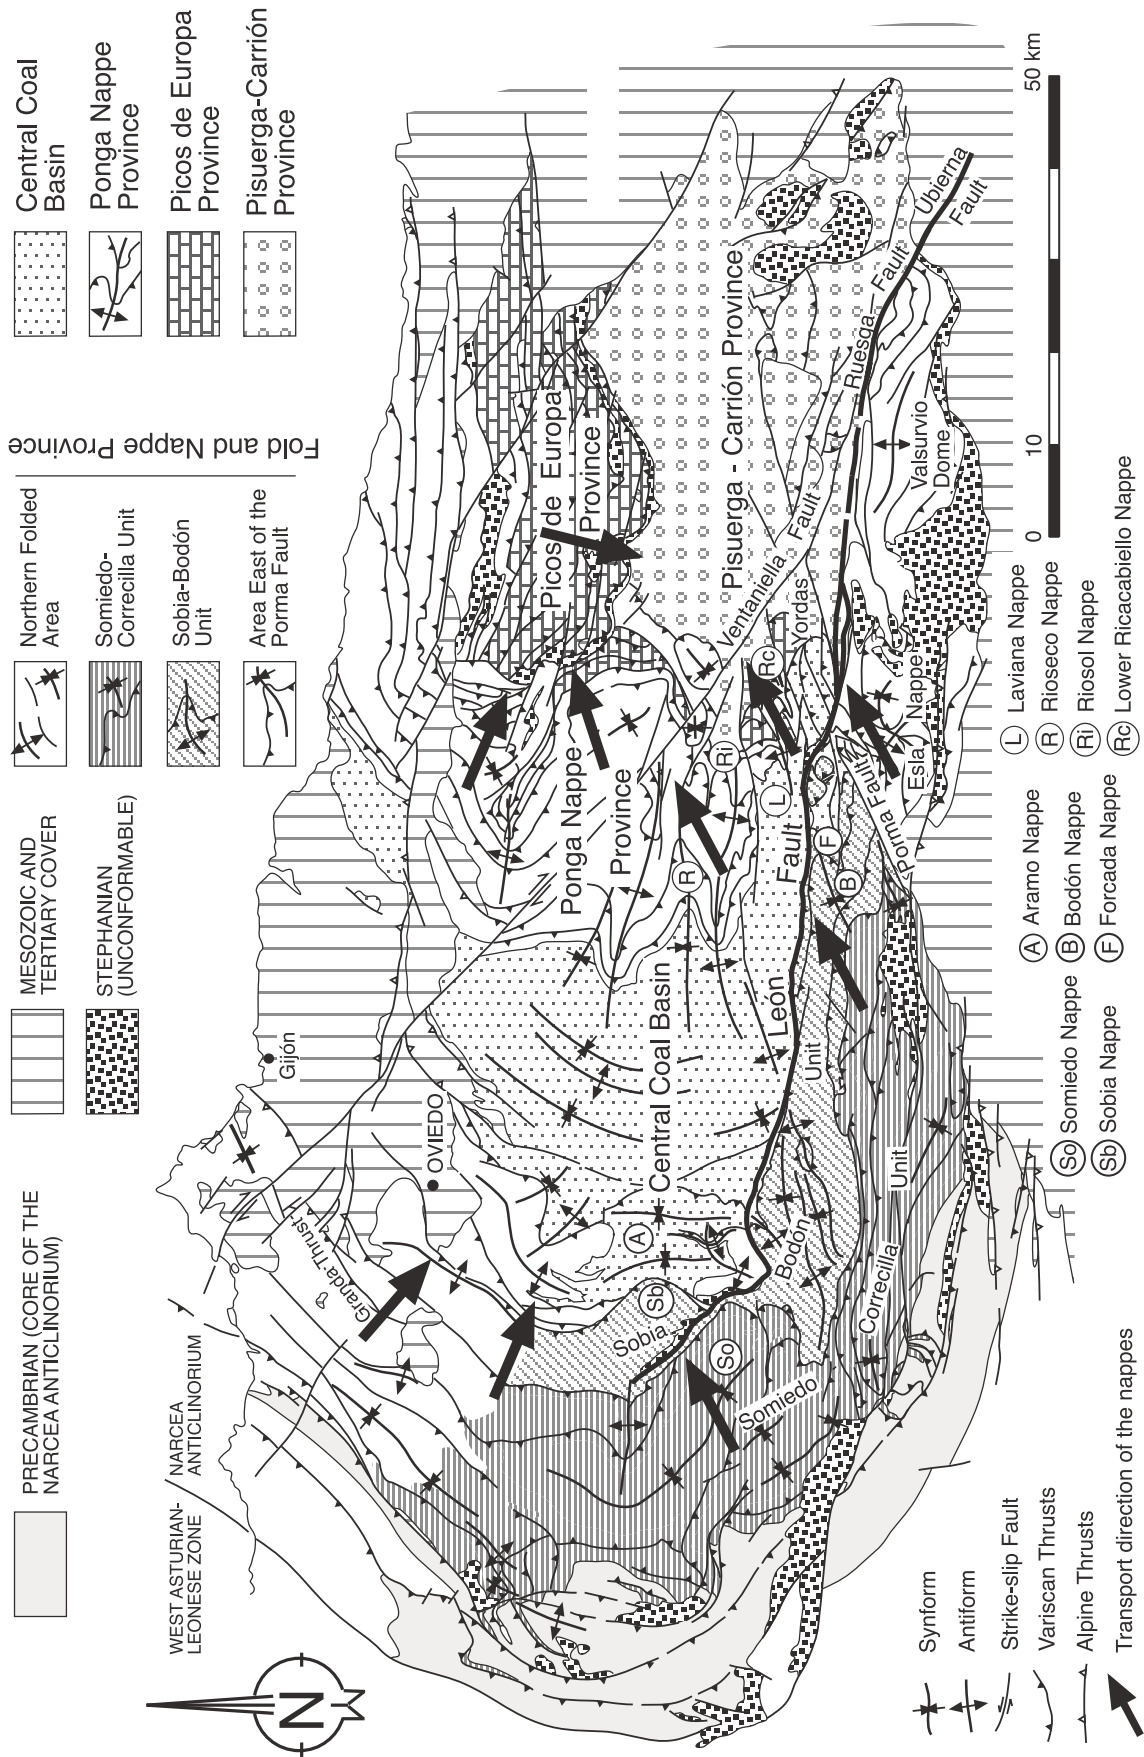 PRECAMBRIAN (CORE OF THE
NARCEA ANTICLINORIUM)
MESOZOIC AND
TERTIARY COVER
STEPHANIAN
(UNCONFORMABLE)
Northern Folded
Area
Somiedo-
Correcilla Unit
Sobia-Bodón
Unit
Area East of the
Porma Fault
Fold and Nappe Province
Central Coal
Basin
Ponga Nappe
Province
Picos de Europa
Province
Pisuerga-Carrión
Province
WEST ASTURIAN-
LEONESE ZONE
NARCEA
ANTICLINORIUM
N
Gijón
OVIEDO
Granda Thrust
Central Coal Basin
Ponga Nappe
Province
Picos de Europa
Province
Pisuerga - Carrión Province
Ventaniella Fault
Yordas
León Fault
Ruesga Fault
Ubierna
Fault
Valsurvio
Dome
Esla Nappe
Porma Fault
Sobia
Bodón
Unit
Somiedo
Correcilla
Unit
A
Sb
So
R
Ri
Rc
L
F
B
Synform
Antiform
Strike-slip Fault
Variscan Thrusts
Alpine Thrusts
Transport direction of the nappes
So Somiedo Nappe
Sb Sobia Nappe
A Aramo Nappe
B Bodón Nappe
F Forcada Nappe
L Laviana Nappe
R Rioseco Nappe
Ri Riosol Nappe
Rc Lower Ricacabiello Nappe
0 10 50 km